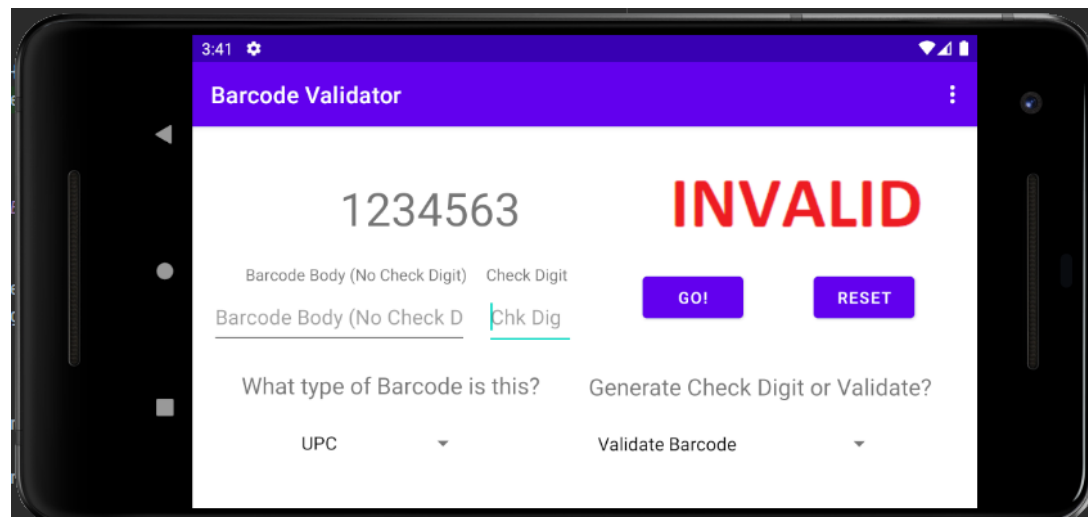 3:41
Barcode Validator
1234563
INVALID
Barcode Body (No Check Digit) Check Digit
Barcode Body (No Check D Chk Dig
GO! RESET
What type of Barcode is this? Generate Check Digit or Validate?
UPC Validate Barcode